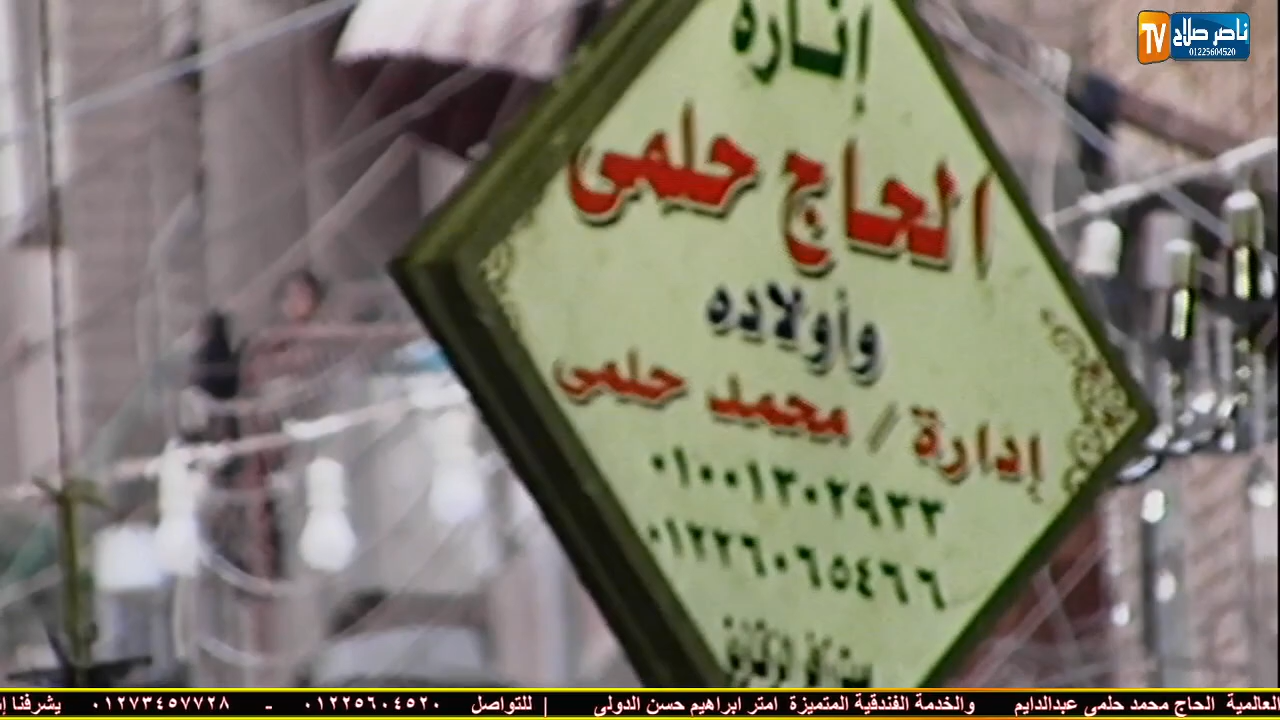 ناصر صلاح TV
01225604520
إنارة
الحاج حلمى
وأولاده
إدارة / محمد حلمى
٠١٠٠١٣٠٢٩٣٣
٠١٢٢٦٠٦٥٤٦٦
العالمية الحاج محمد حلمى عبدالدايم والخدمة الفندقية المتميزة امتر ابراهيم حسن الدولى | للتواصل ٠١٢٢٥٦٠٤٥٢٠ - ٠١٢٧٣٤٥٧٧٢٨ يشرفنا